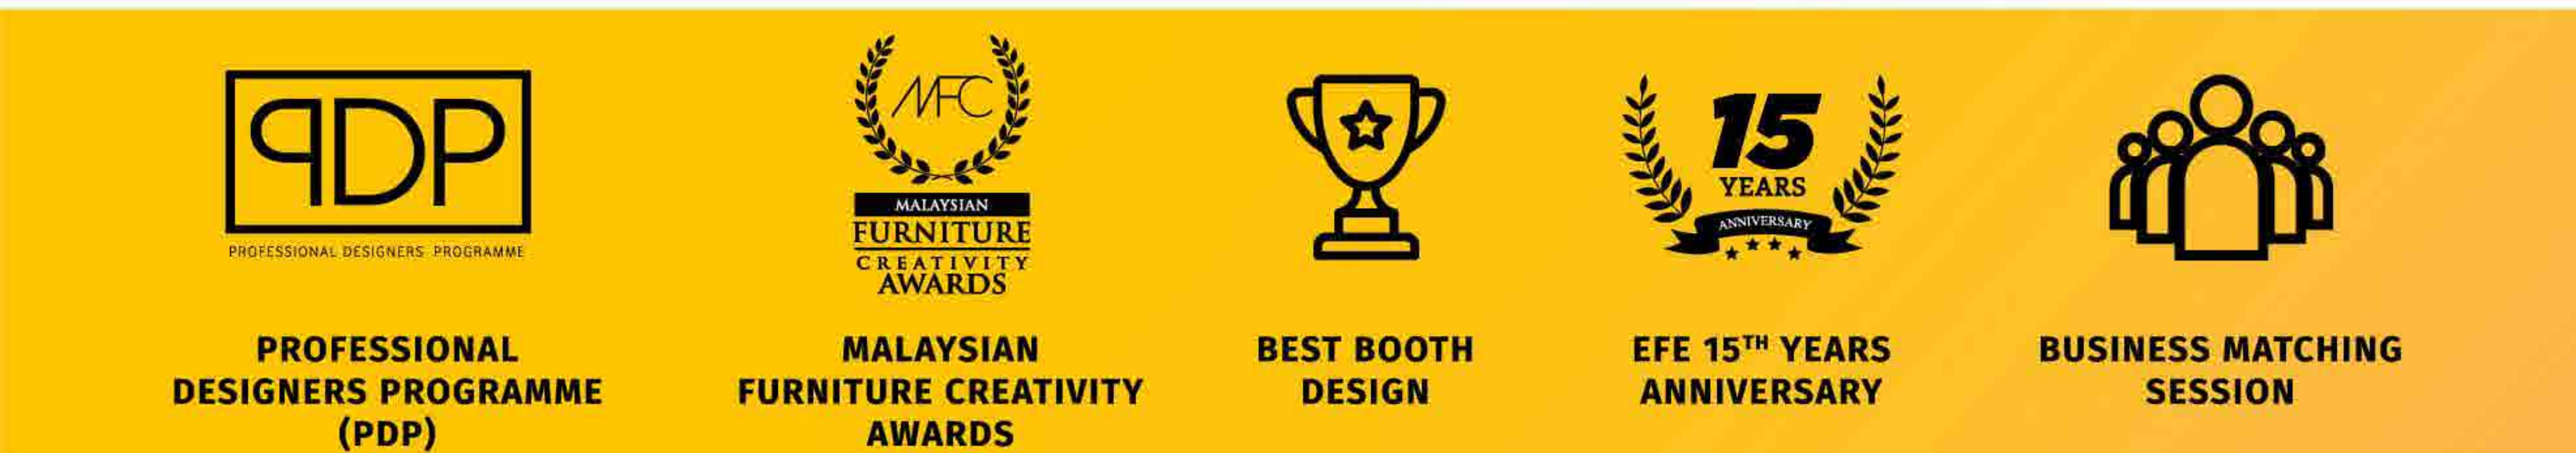 PDP
PROFESSIONAL DESIGNERS PROGRAMME
PROFESSIONAL
DESIGNERS PROGRAMME
(PDP)
MFC
MALAYSIAN
FURNITURE
CREATIVITY
AWARDS
MALAYSIAN
FURNITURE CREATIVITY
AWARDS
BEST BOOTH
DESIGN
15
YEARS
ANNIVERSARY
EFE 15TH YEARS
ANNIVERSARY
BUSINESS MATCHING
SESSION